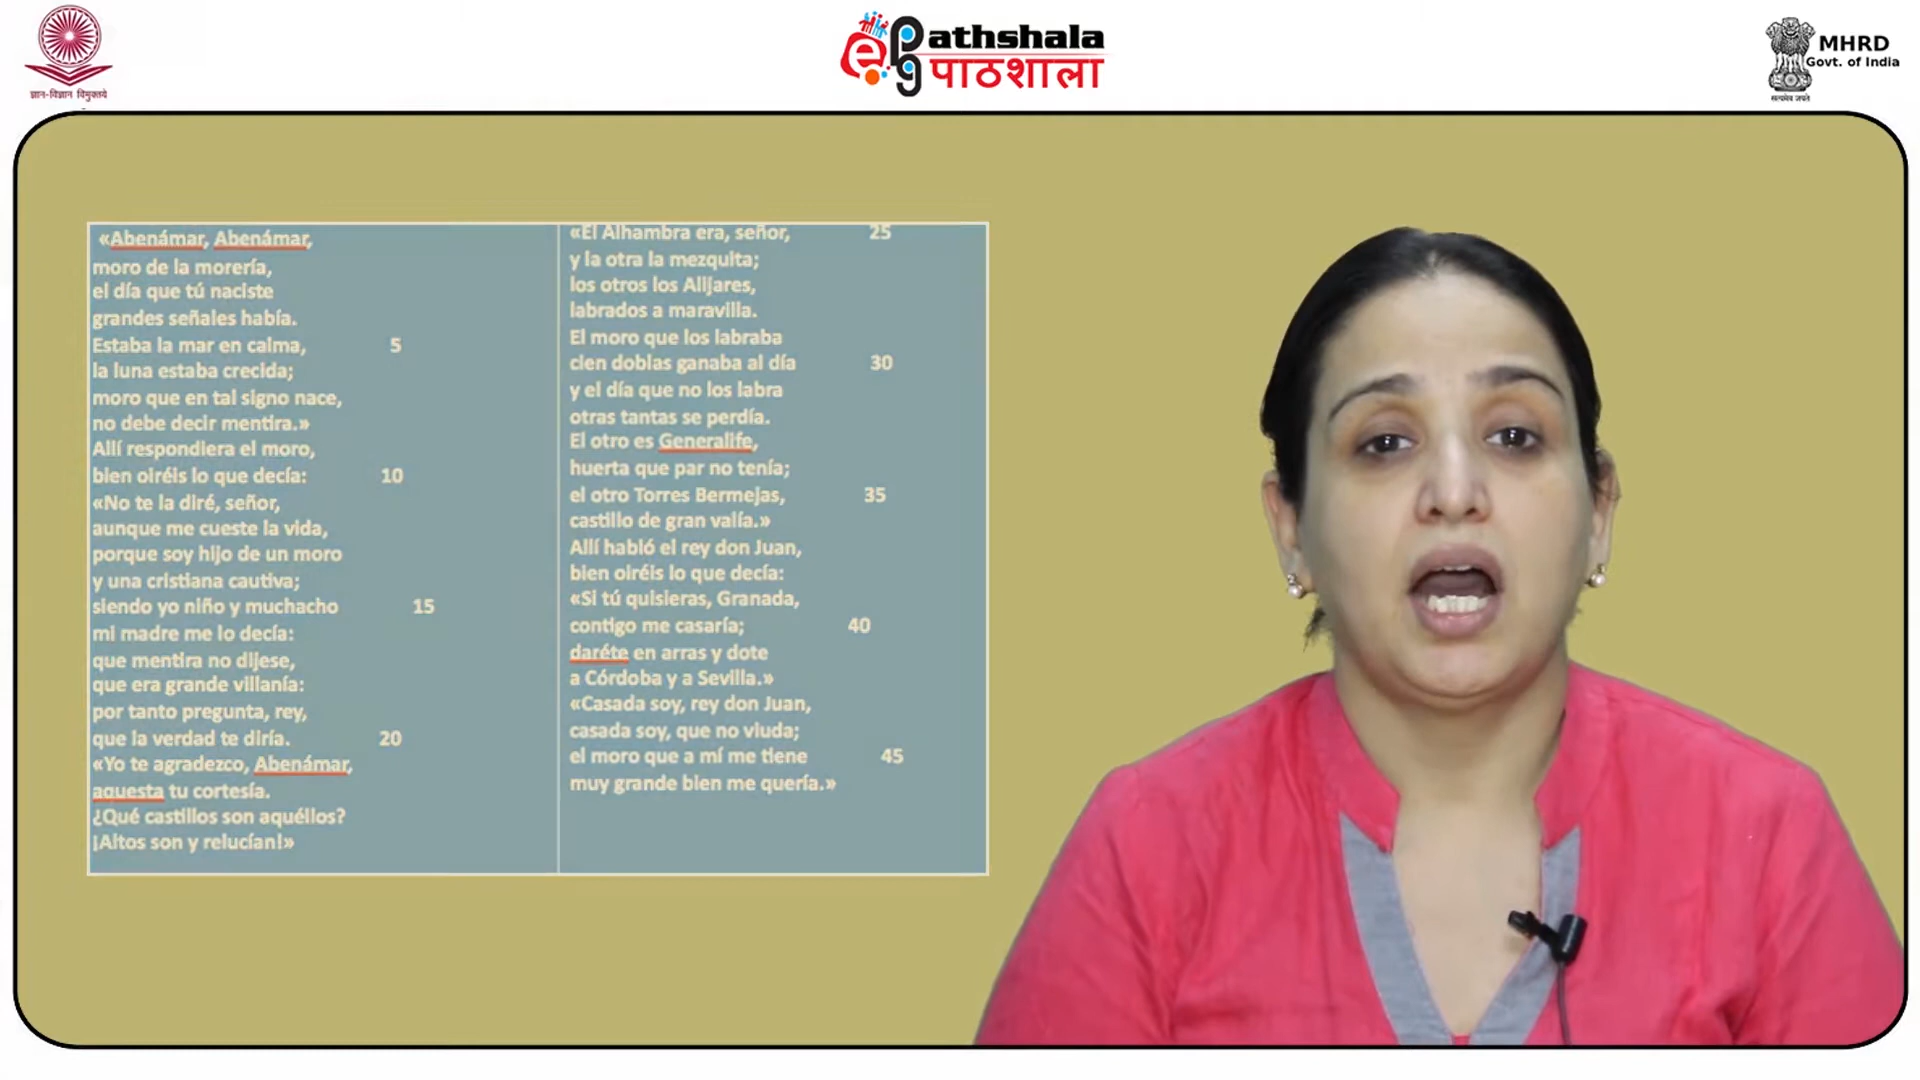 ज्ञान-विज्ञान विमुक्तये
ePathshala
पाठशाला
MHRD
Govt. of India
सत्यमेव जयते
«Abenámar, Abenámar,
moro de la morería,
el día que tú naciste
grandes señales había.
Estaba la mar en calma, 5
la luna estaba crecida;
moro que en tal signo nace,
no debe decir mentira.»
Allí respondiera el moro,
bien oiréis lo que decía: 10
«No te la diré, señor,
aunque me cueste la vida,
porque soy hijo de un moro
y una cristiana cautiva;
siendo yo niño y muchacho 15
mi madre me lo decía:
que mentira no dijese,
que era grande villanía:
por tanto pregunta, rey,
que la verdad te diría. 20
«Yo te agradezco, Abenámar,
aquesta tu cortesía.
¿Qué castillos son aquéllos?
¡Altos son y relucían!»
«El Alhambra era, señor, 25
y la otra la mezquita;
los otros los Alijares,
labrados a maravilla.
El moro que los labraba
cien doblas ganaba al día 30
y el día que no los labra
otras tantas se perdía.
El otro es Generalife,
huerta que par no tenía;
el otro Torres Bermejas, 35
castillo de gran valía.»
Allí habló el rey don Juan,
bien oiréis lo que decía:
«Si tú quisieras, Granada,
contigo me casaría; 40
daréte en arras y dote
a Córdoba y a Sevilla.»
«Casada soy, rey don Juan,
casada soy, que no viuda;
el moro que a mí me tiene 45
muy grande bien me quería.»